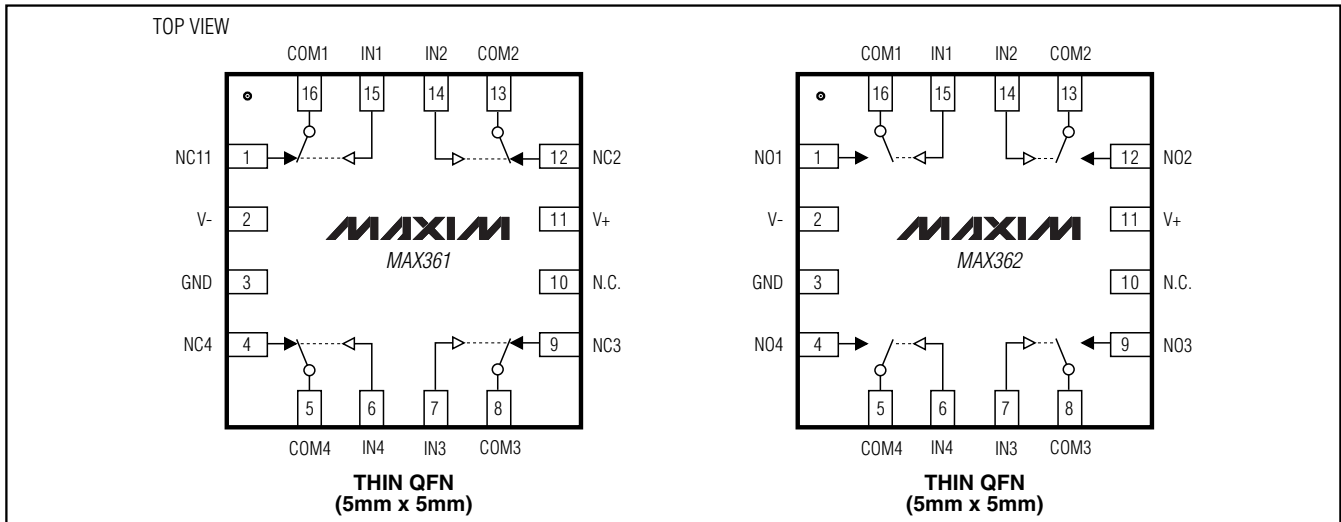 TOP VIEW
COM1 IN1 IN2 COM2
16 15 14 13
NC11 1 12 NC2
V- 2 11 V+
MAXIM
MAX361
GND 3 10 N.C.
NC4 4 9 NC3
5 6 7 8
COM4 IN4 IN3 COM3
THIN QFN
(5mm x 5mm)
COM1 IN1 IN2 COM2
16 15 14 13
NO1 1 12 NO2
V- 2 11 V+
MAXIM
MAX362
GND 3 10 N.C.
NO4 4 9 NO3
5 6 7 8
COM4 IN4 IN3 COM3
THIN QFN
(5mm x 5mm)